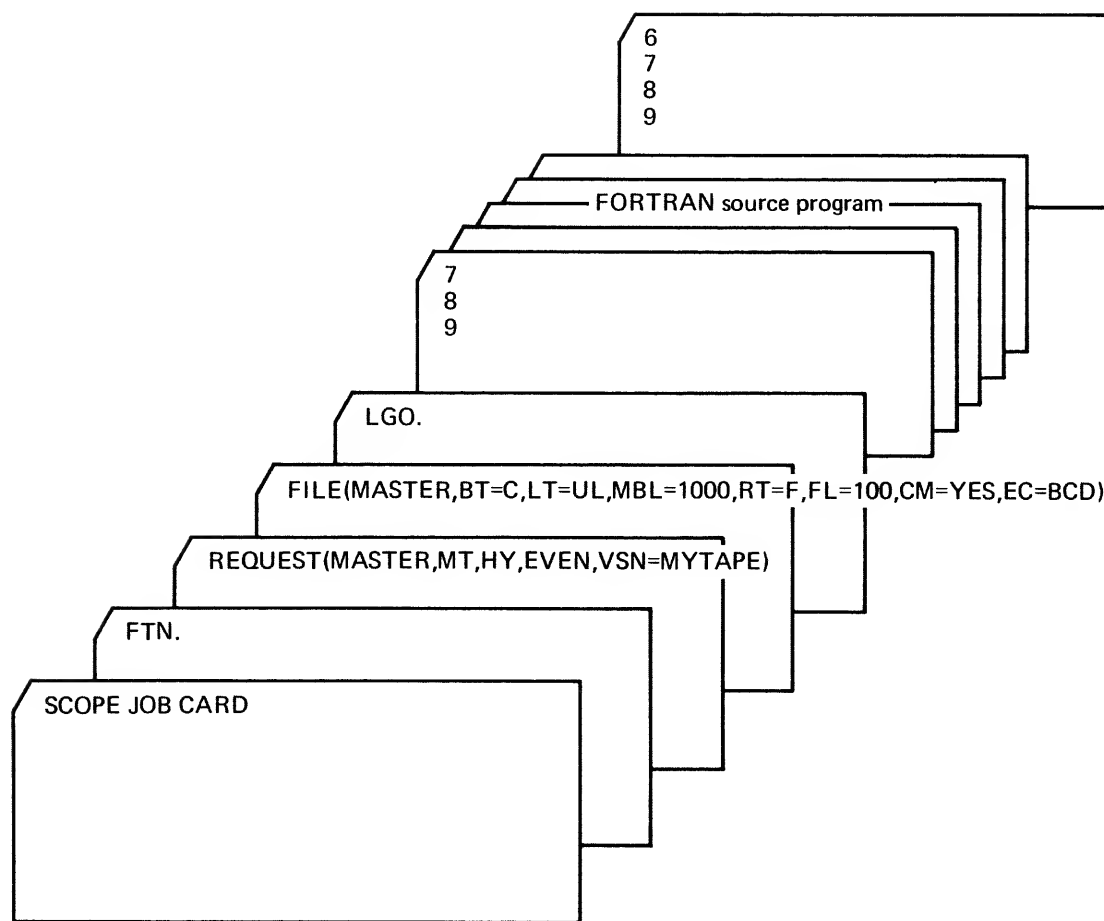 6
7
8
9
FORTRAN source program
7
8
9
LGO.
FILE(MASTER,BT=C,LT=UL,MBL=1000,RT=F,FL=100,CM=YES,EC=BCD)
REQUEST(MASTER,MT,HY,EVEN,VSN=MYTAPE)
FTN.
SCOPE JOB CARD